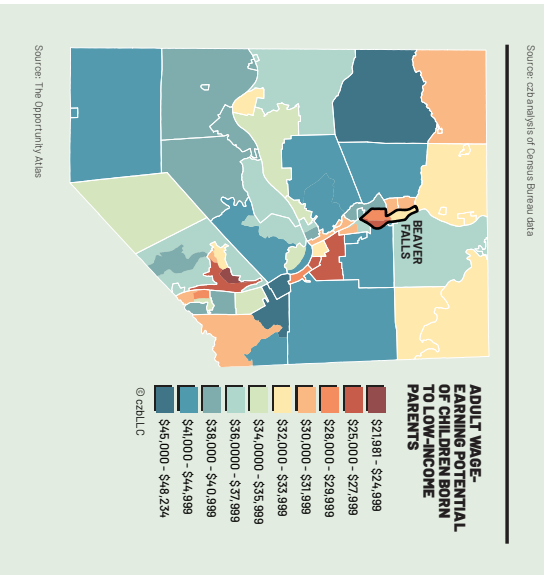 Source: czb analysis of Census Bureau data
ADULT WAGE-
EARNING POTENTIAL
OF CHILDREN BORN
TO LOW-INCOME
PARENTS
$21,981 - $24,999
$25,000 - $27,999
$28,000 - $29,999
$30,000 - $31,999
$32,000 - $33,999
$34,0000 - $35,999
$36,0000 - $37,999
$38,000 - $40,999
$41,000 - $44,999
$45,000 - $48,234
© czbLLC
BEAVER
FALLS
Source: The Opportunity Atlas